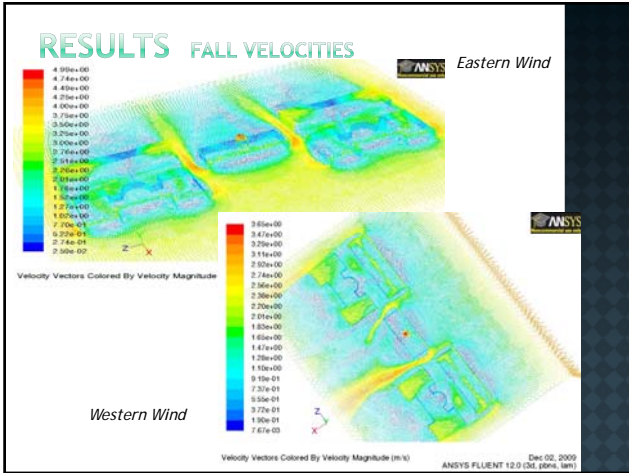 RESULTS FALL VELOCITIES
Eastern Wind
ANSYS
4.99e+00
4.74e+00
4.49e+00
4.25e+00
4.00e+00
3.75e+00
3.50e+00
3.25e+00
3.00e+00
2.76e+00
2.51e+00
2.26e+00
2.01e+00
1.76e+00
1.52e+00
1.27e+00
1.02e+00
7.70e-01
5.22e-01
2.74e-01
2.50e-02
Z
X
Velocity Vectors Colored By Velocity Magnitude
ANSYS
3.65e+00
3.47e+00
3.29e+00
3.11e+00
2.92e+00
2.74e+00
2.56e+00
2.38e+00
2.20e+00
2.01e+00
1.83e+00
1.65e+00
1.47e+00
1.28e+00
1.10e+00
9.19e-01
7.37e-01
5.55e-01
3.72e-01
1.90e-01
7.67e-03
Z
X
Western Wind
Velocity Vectors Colored By Velocity Magnitude (m/s)
Dec 02, 2009
ANSYS FLUENT 12.0 (3d, pbns, lam)